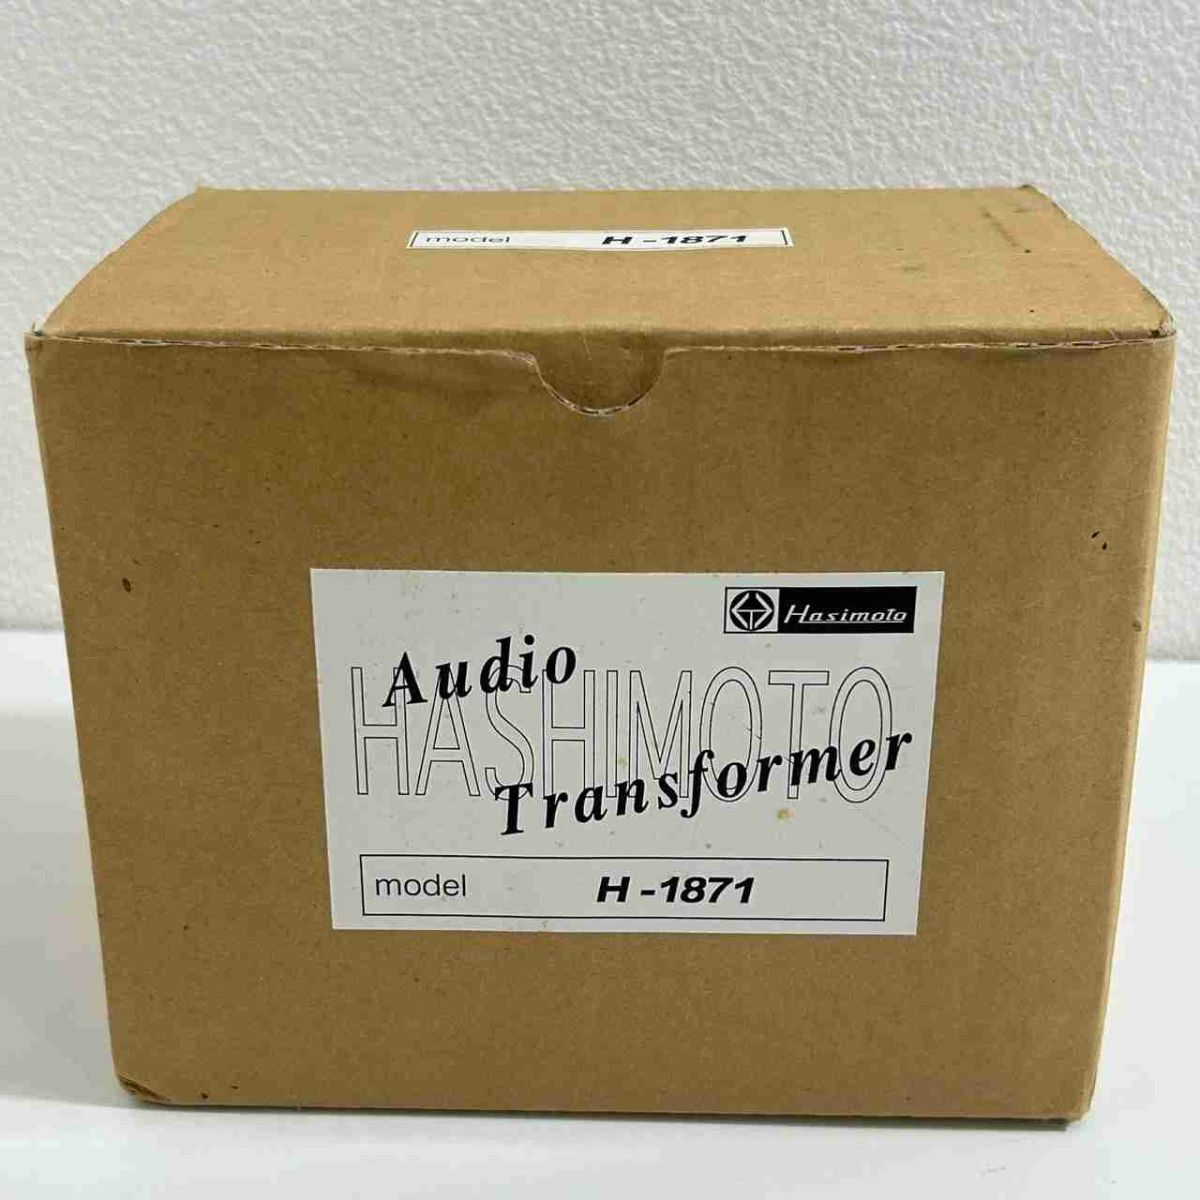 model H-1871
Hasimoto
HASHIMOTO
Audio
Transformer
model H-1871